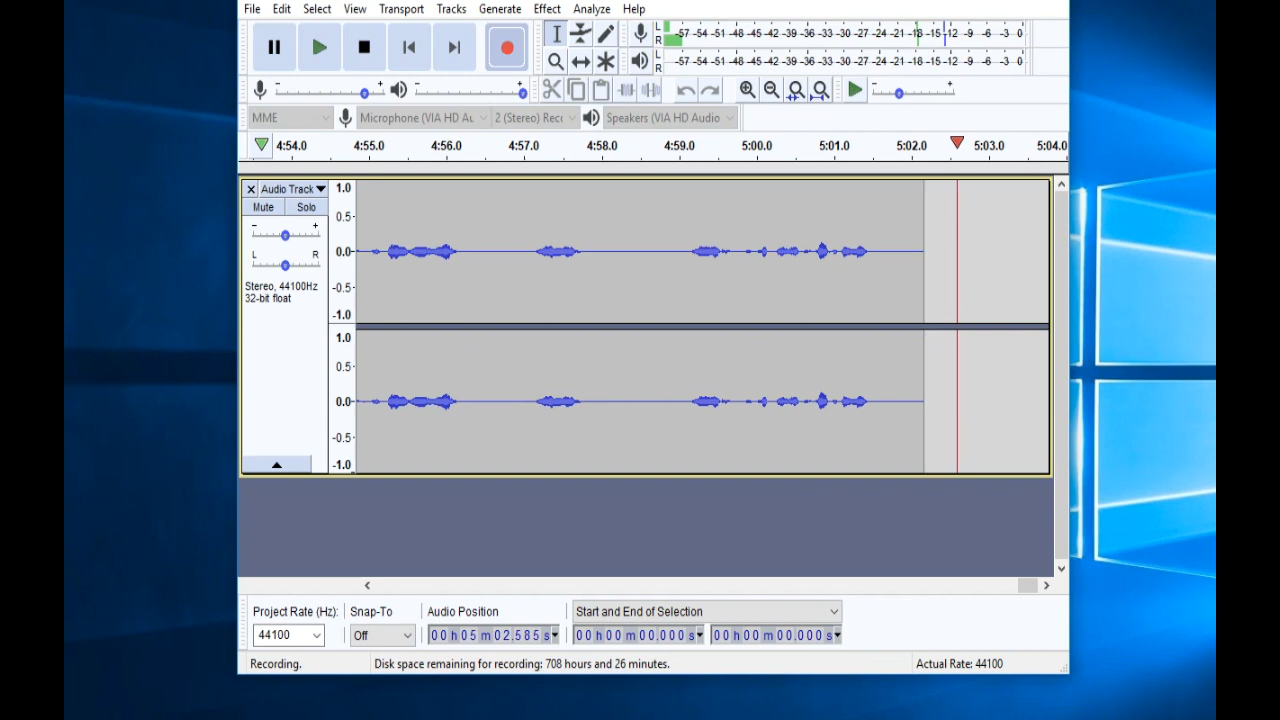 File Edit Select View Transport Tracks Generate Effect Analyze Help
L R -57 -54 -51 -48 -45 -42 -39 -36 -33 -30 -27 -24 -21 -18 -15 -12 -9 -6 -3 0
L R -57 -54 -51 -48 -45 -42 -39 -36 -33 -30 -27 -24 -21 -18 -15 -12 -9 -6 -3 0
- + - + - +
MME Microphone (VIA HD Au 2 (Stereo) Reco Speakers (VIA HD Audio
4:54.0 4:55.0 4:56.0 4:57.0 4:58.0 4:59.0 5:00.0 5:01.0 5:02.0 5:03.0 5:04.0
X Audio Track 1.0
Mute Solo
0.5
- +
0.0
L R
Stereo, 44100Hz
-0.5
32-bit float
-1.0
1.0
0.5
0.0
-0.5
-1.0
Project Rate (Hz): Snap-To Audio Position Start and End of Selection
44100 Off 00 h 05 m 02.585 s 00 h 00 m 00.000 s 00 h 00 m 00.000 s
Recording. Disk space remaining for recording: 708 hours and 26 minutes. Actual Rate: 44100